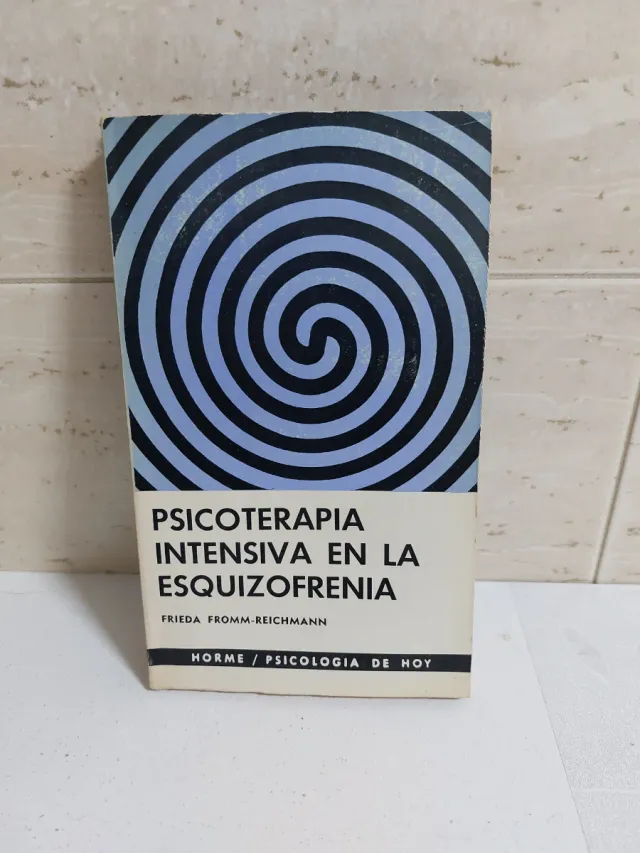 PSICOTERAPIA
INTENSIVA EN LA
ESQUIZOFRENIA
FRIEDA FROMM-REICHMANN
HORME / PSICOLOGIA DE HOY